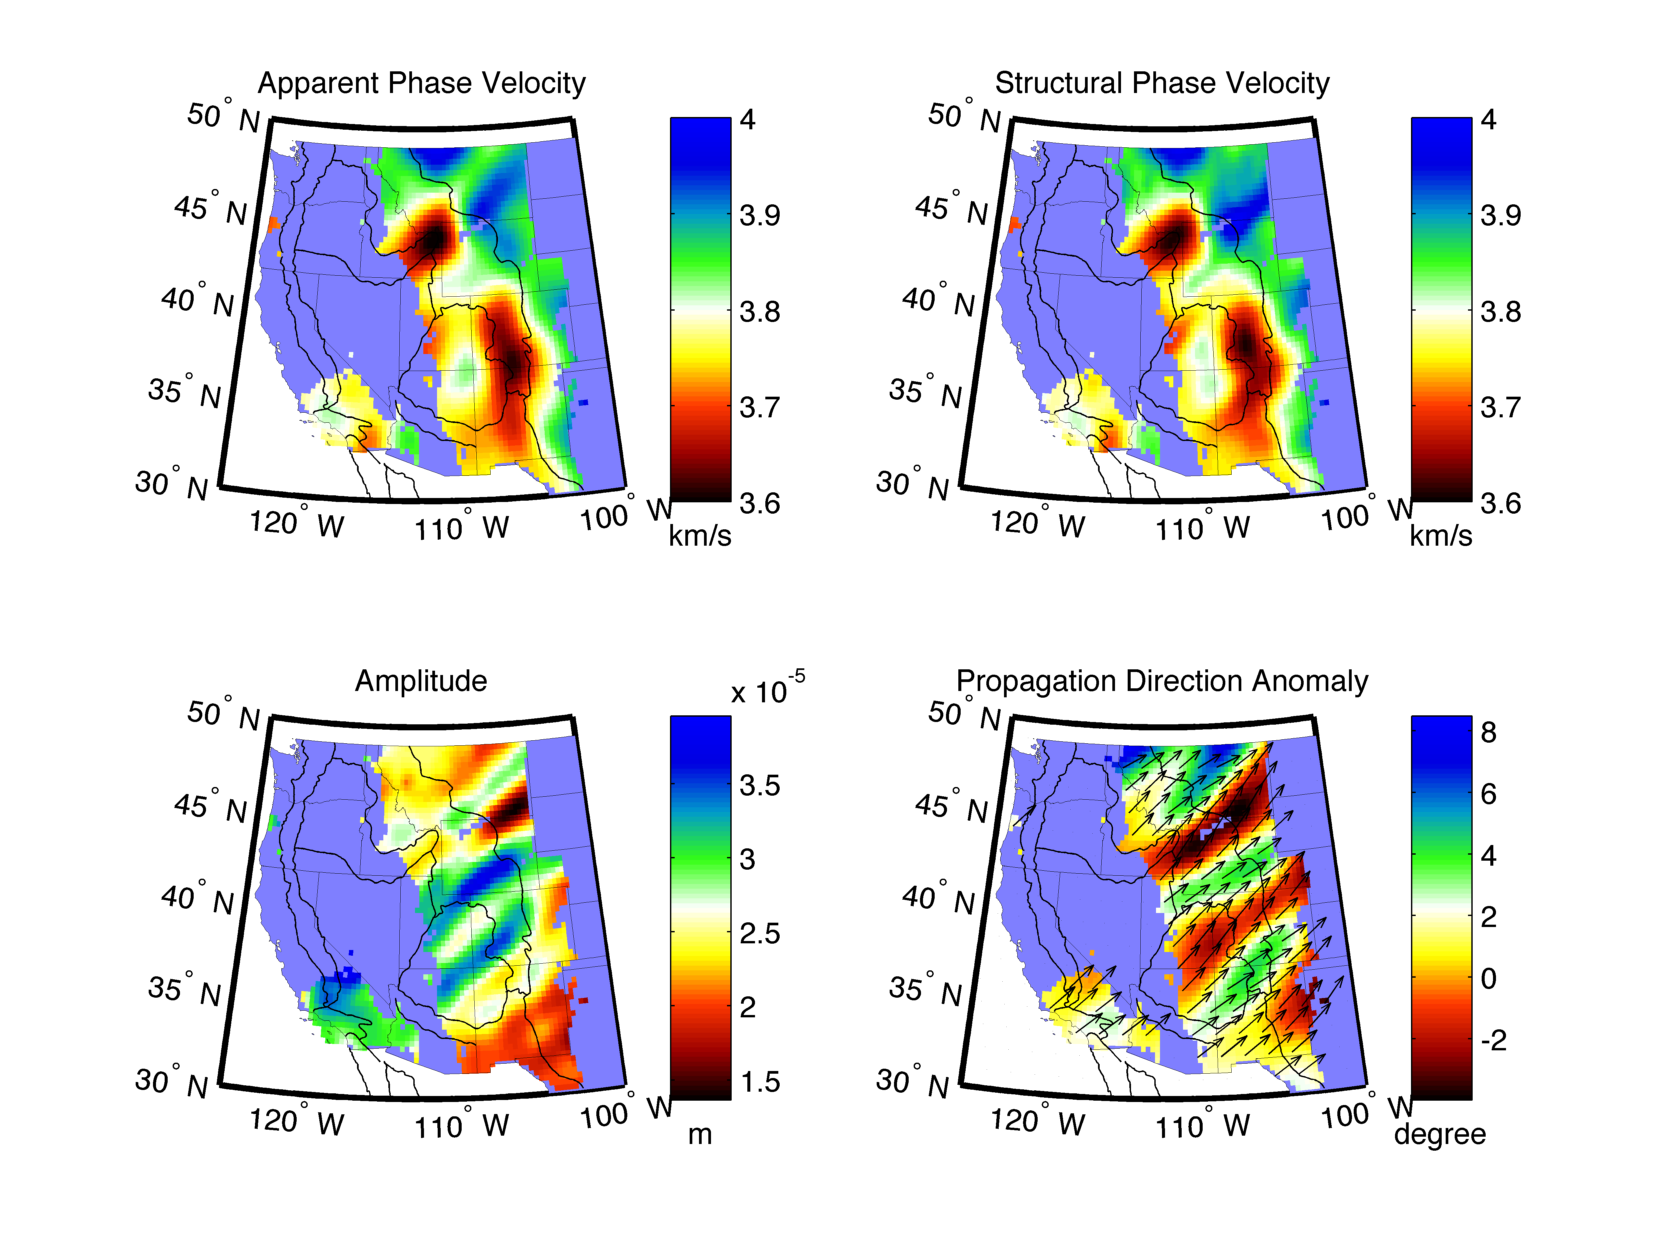 Apparent Phase Velocity
50° N
45° N
40° N
35° N
30° N
120° W
110° W
100° W
4
3.9
3.8
3.7
3.6
km/s
Structural Phase Velocity
50° N
45° N
40° N
35° N
30° N
120° W
110° W
100° W
4
3.9
3.8
3.7
3.6
km/s
Amplitude
x 10-5
50° N
45° N
40° N
35° N
30° N
120° W
110° W
100° W
3.5
3
2.5
2
1.5
m
Propagation Direction Anomaly
50° N
45° N
40° N
35° N
30° N
120° W
110° W
100° W
8
6
4
2
0
-2
degree